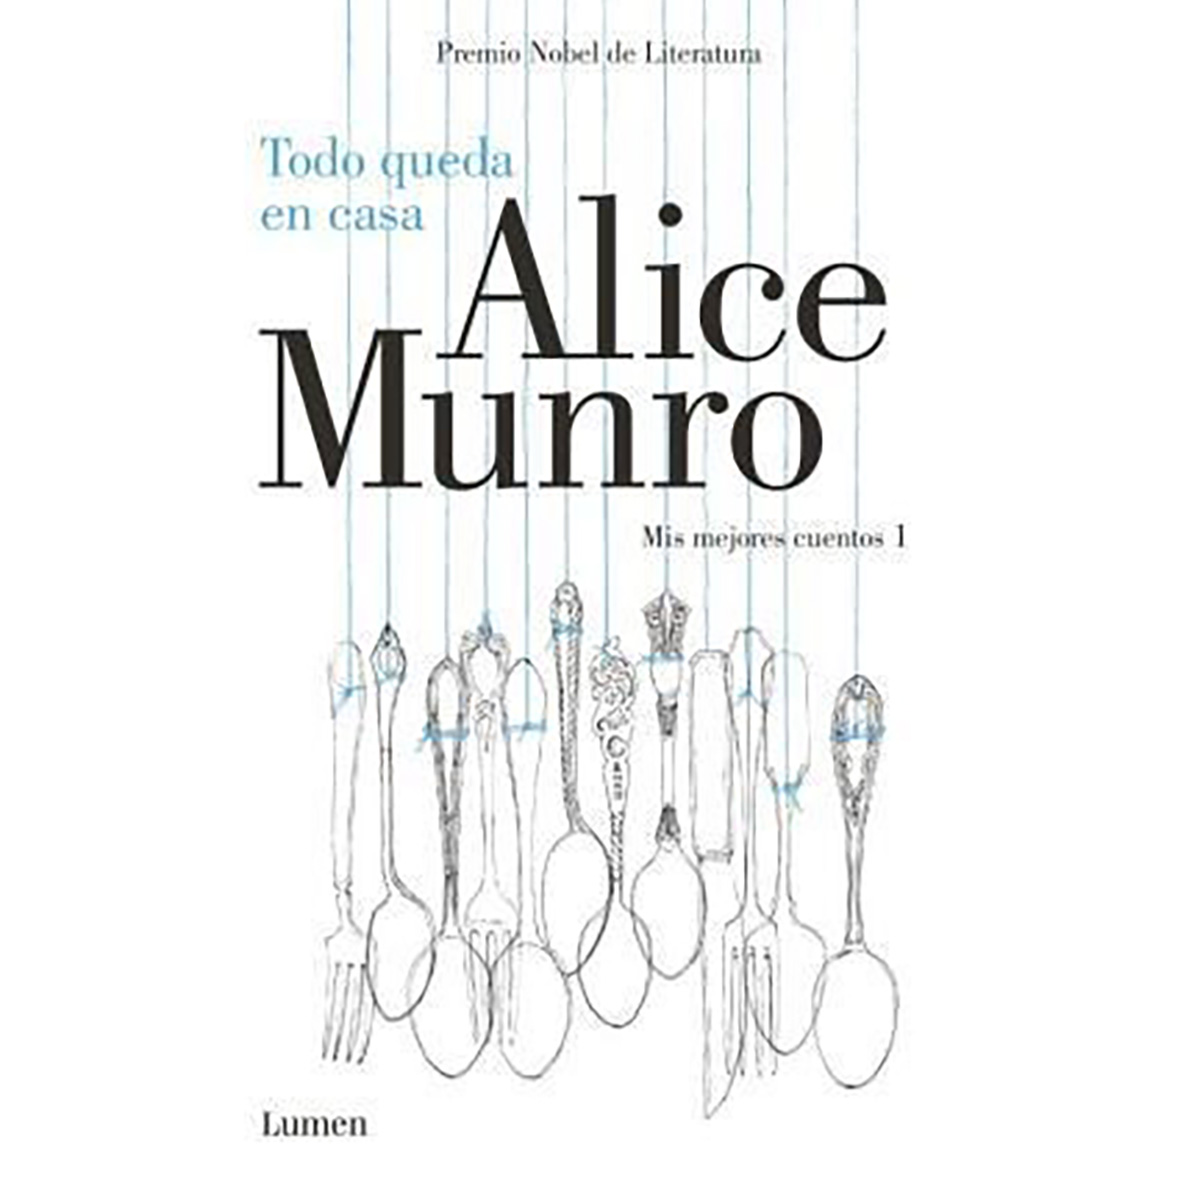 Premio Nobel de Literatura
Todo queda
en casa
Alice
Munro
Mis mejores cuentos 1
Lumen